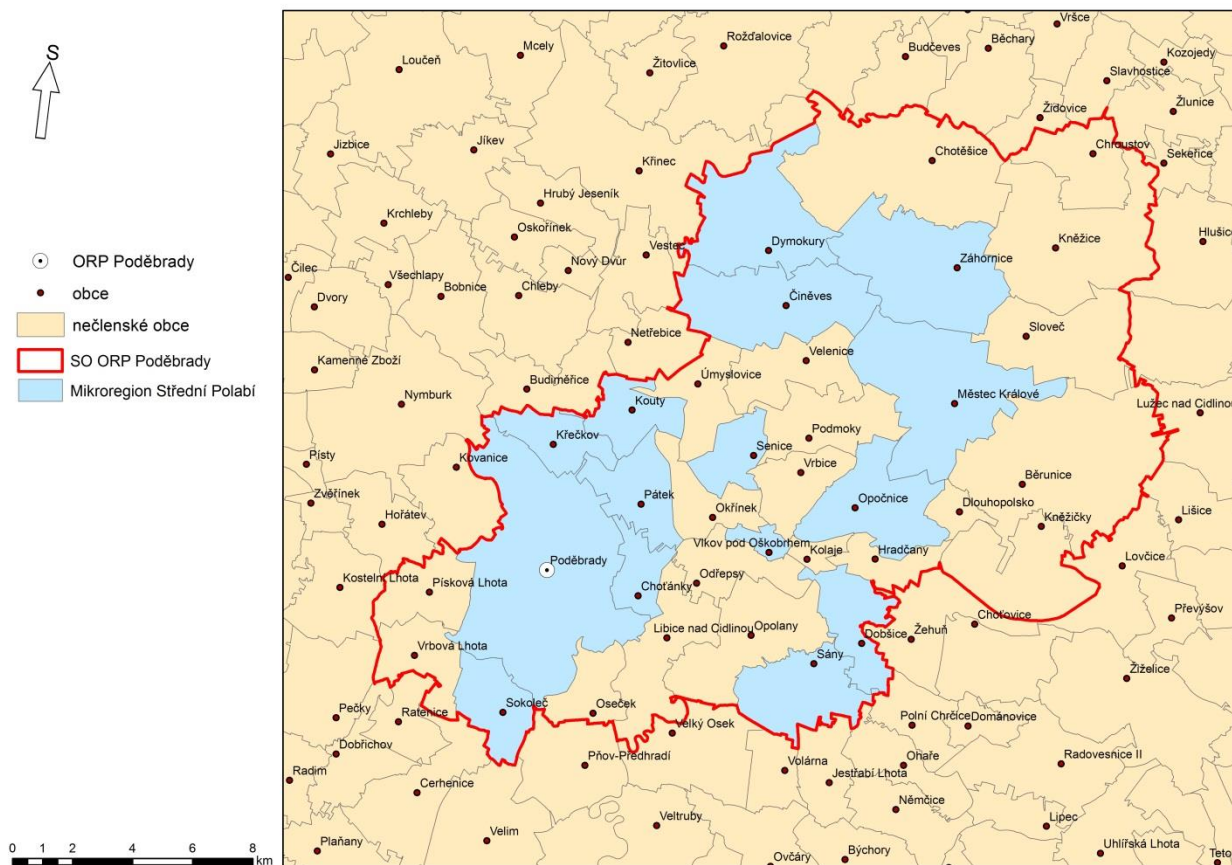 S
ORP Poděbrady
obce
nečlenské obce
SO ORP Poděbrady
Mikroregion Střední Polabí
0 2 4 6 8
km
Vršce
Rožďalovice
Běchary
Mcely
Budčeves
Kozojedy
Loučeň
Žitovlice
Slavhostice
Žlunice
Židovice
Jíkev
Jizbice
Chotěšice
Chroustov
Sekeřice
Křinec
Hrubý Jeseník
Krchleby
Oskořínek
Hlušice
Vestec
Dymokury
Kněžice
Záhornice
Čilec
Nový Dvůr
Všechlapy
Bobnice
Chleby
Dvory
Činěves
Netřebice
Sloveč
Velenice
Kamenné Zboží
Úmyslovice
Budiměřice
Nymburk
Kouty
Městec Králové
Lužec nad Cidlinou
Křečkov
Podmoky
Senice
Písty
Kovanice
Vrbice
Běrunice
Zvěřínek
Pátek
Opočnice
Dlouhopolsko
Okřínek
Hořátev
Kněžičky
Lišice
Vlkov pod Oškobrhem
Kolaje
Hradčany
Lovčice
Poděbrady
Kostelní Lhota
Písková Lhota
Odřepsy
Choťánky
Převýšov
Choťovice
Libice nad Cidlinou
Opolany
Dobšice
Žehuň
Vrbová Lhota
Sány
Žiželice
Sokoleč
Oseček
Pečky
Ratenice
Velký Osek
Polní Chrčice
Dománovice
Dobřichov
Pňov-Předhradí
Volárna
Ohaře
Radovesnice II
Radim
Cerhenice
Jestřabí Lhota
Němčice
Veltruby
Lipec
Velim
Plaňany
Ovčáry
Býchory
Uhlířská Lhota
Teto